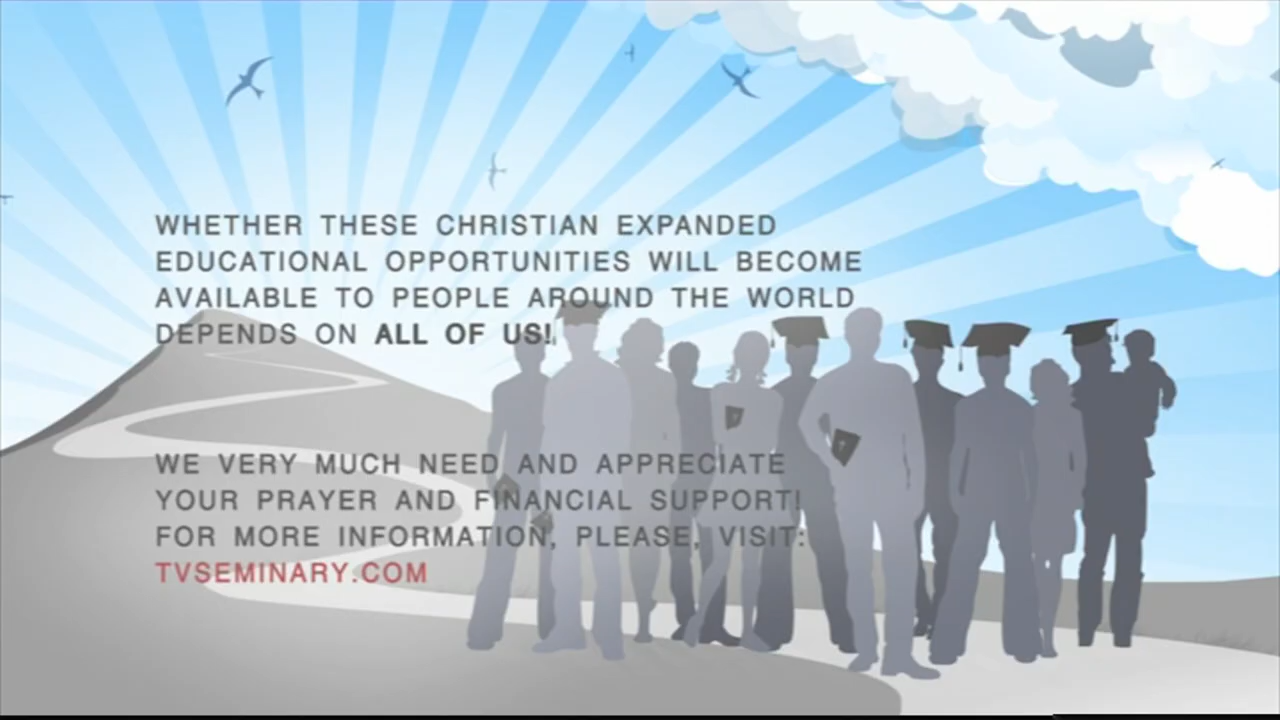 WHETHER THESE CHRISTIAN EXPANDED
EDUCATIONAL OPPORTUNITIES WILL BECOME
AVAILABLE TO PEOPLE AROUND THE WORLD
DEPENDS ON ALL OF US!
WE VERY MUCH NEED AND APPRECIATE
YOUR PRAYER AND FINANCIAL SUPPORT!
FOR MORE INFORMATION, PLEASE, VISIT:
TVSEMINARY.COM